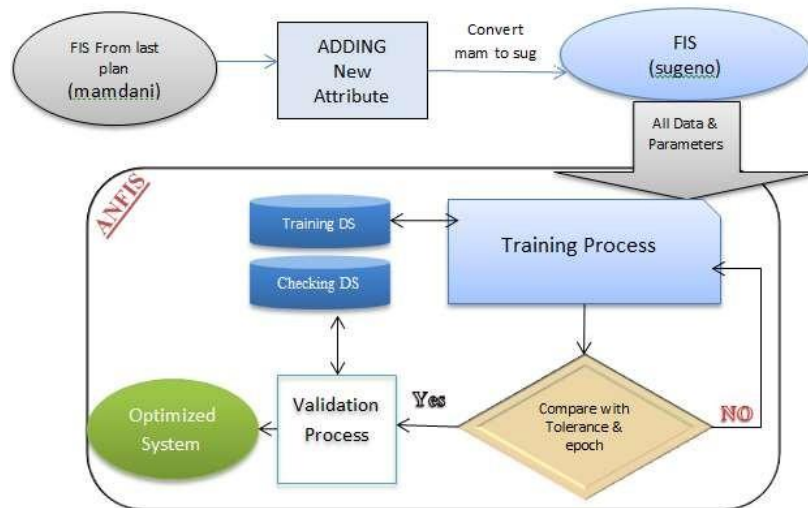 FIS From last
plan
(mamdani)
ADDING
New
Attribute
Convert
mam to sug
FIS
(sugeno)
All Data &
Parameters
ANFIS
Training DS
Training Process
Checking DS
Yes
Compare with
Tolerance &
epoch
NO
Validation
Process
Optimized
System